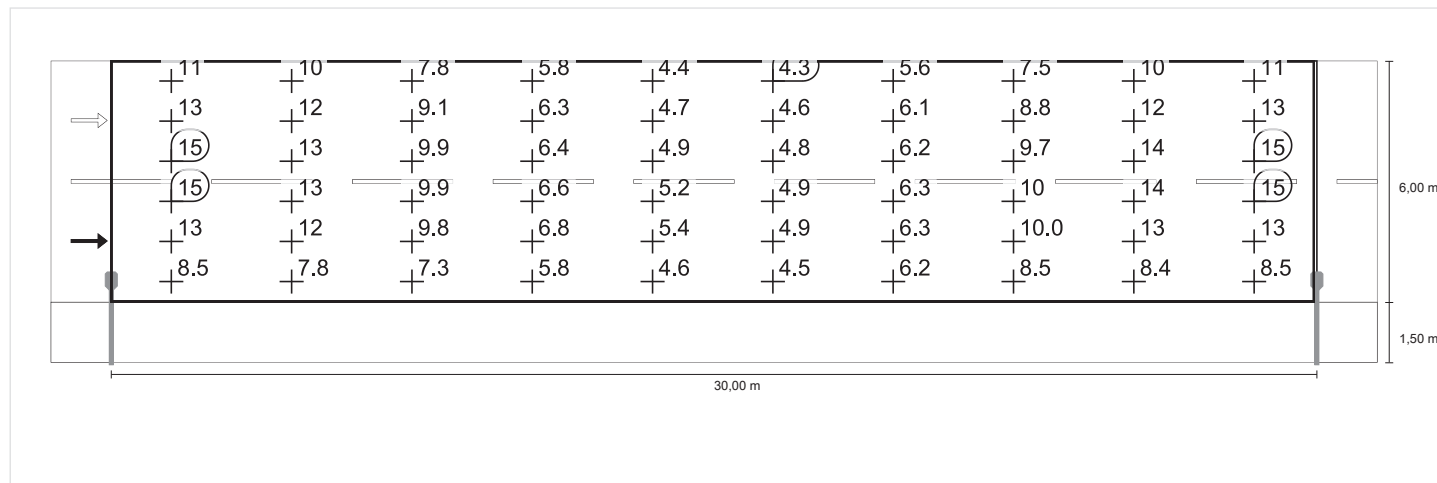 11 10 7.8 5.8 4.4 4.3 5.6 7.5 10 11
13 12 9.1 6.3 4.7 4.6 6.1 8.8 12 13
15 13 9.9 6.4 4.9 4.8 6.2 9.7 14 15
15 13 9.9 6.6 5.2 4.9 6.3 10 14 15
6,00 m
13 12 9.8 6.8 5.4 4.9 6.3 10.0 13 13
8.5 7.8 7.3 5.8 4.6 4.5 6.2 8.5 8.4 8.5
1,50 m
30,00 m